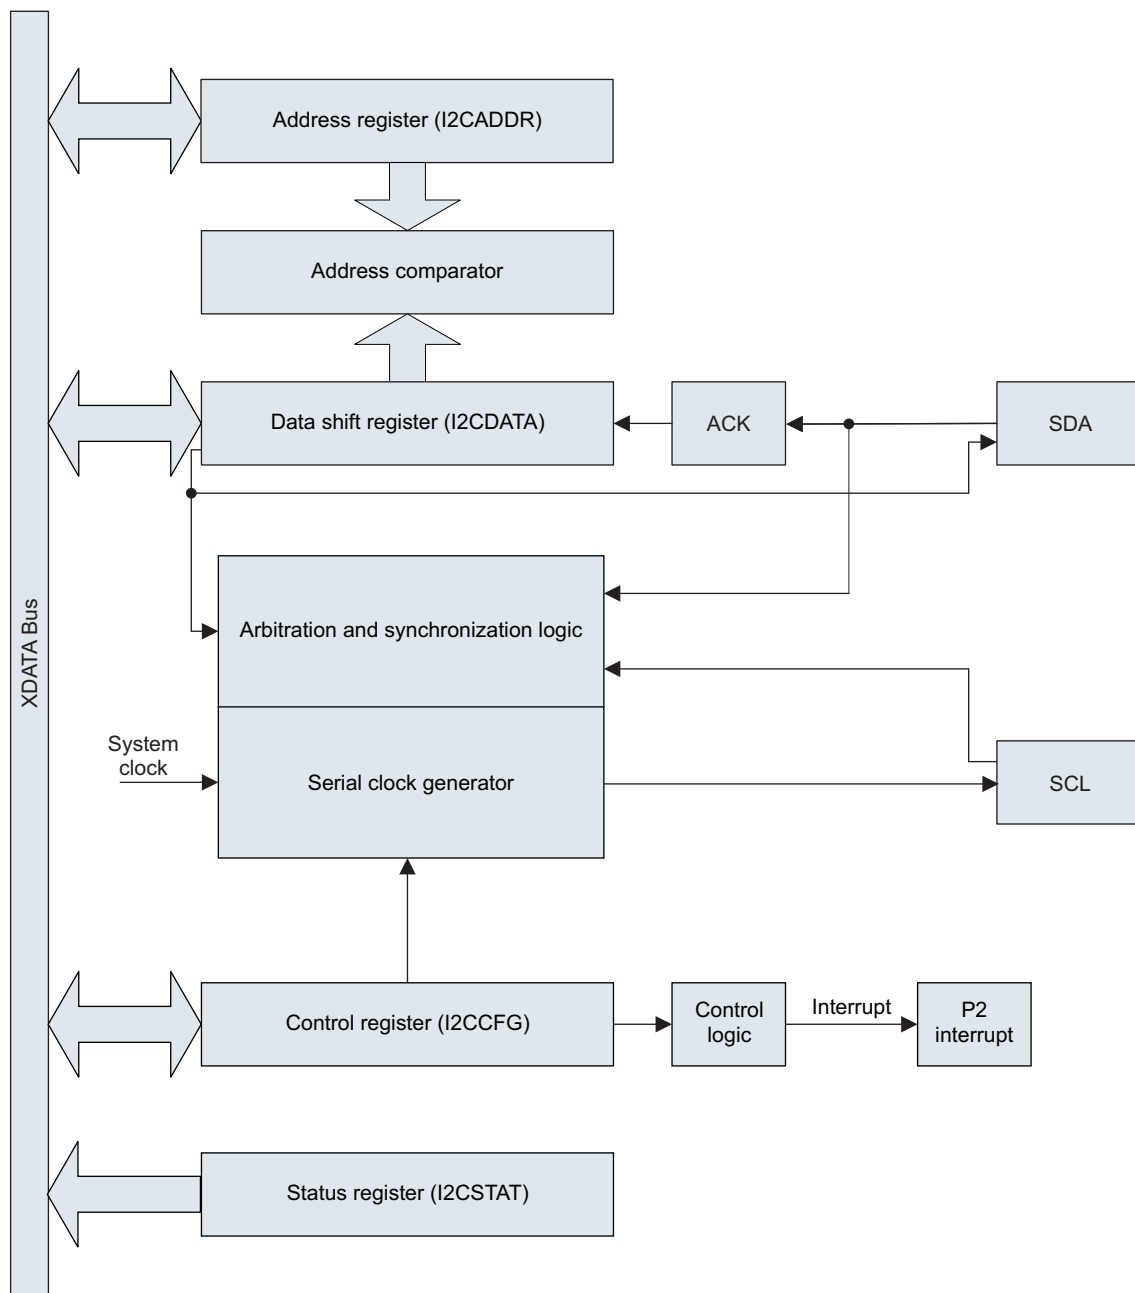 Address register (I2CADDR)
Address comparator
Data shift register (I2CDATA)
ACK
SDA
XDATA Bus
Arbitration and synchronization logic
System
clock
Serial clock generator
SCL
Control register (I2CCFG)
Control
logic
Interrupt
P2
interrupt
Status register (I2CSTAT)